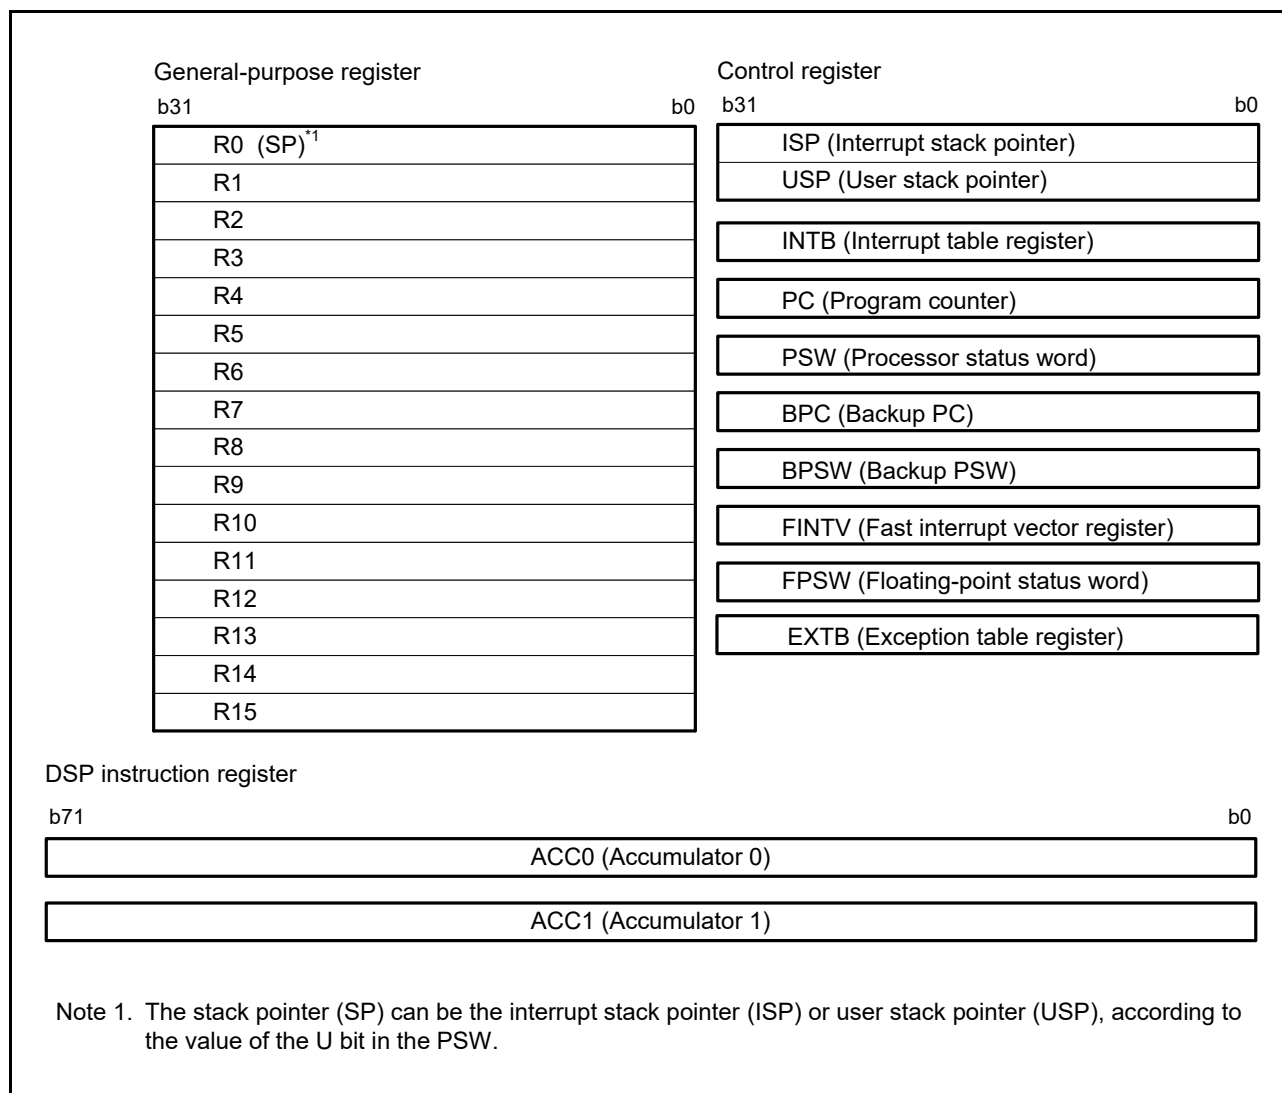 General-purpose register
b31 b0
R0 (SP)*1
R1
R2
R3
R4
R5
R6
R7
R8
R9
R10
R11
R12
R13
R14
R15
Control register
b31 b0
ISP (Interrupt stack pointer)
USP (User stack pointer)
INTB (Interrupt table register)
PC (Program counter)
PSW (Processor status word)
BPC (Backup PC)
BPSW (Backup PSW)
FINTV (Fast interrupt vector register)
FPSW (Floating-point status word)
EXTB (Exception table register)
DSP instruction register
b71 b0
ACC0 (Accumulator 0)
ACC1 (Accumulator 1)
Note 1. The stack pointer (SP) can be the interrupt stack pointer (ISP) or user stack pointer (USP), according to
the value of the U bit in the PSW.